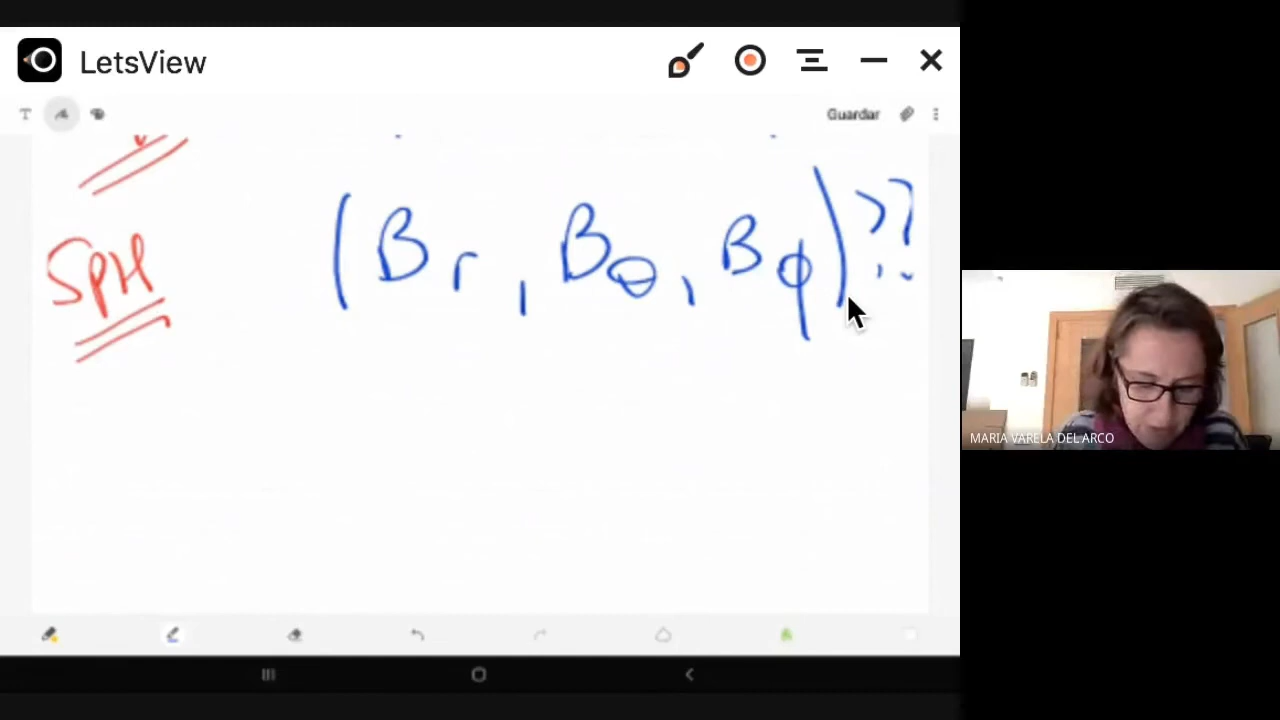 LetsView
T
Guardar
SPH (Br, Bθ, Bϕ)??
MARIA VARELA DEL ARCO